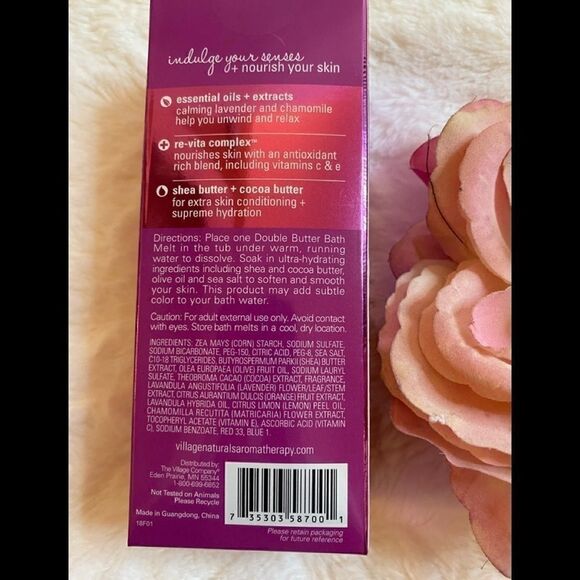 indulge your senses
+ nourish your skin
essential oils + extracts
calming lavender and chamomile
help you unwind and relax
re-vita complex™
nourishes skin with an antioxidant
rich blend, including vitamins c & e
shea butter + cocoa butter
for extra skin conditioning +
supreme hydration
Directions: Place one Double Butter Bath
Melt in the tub under warm, running
water to dissolve. Soak in ultra-hydrating
ingredients including shea and cocoa butter,
olive oil and sea salt to soften and smooth
your skin. This product may add subtle
color to your bath water.
Caution: For adult external use only. Avoid contact
with eyes. Store bath melts in a cool, dry location.
INGREDIENTS: ZEA MAYS (CORN) STARCH, SODIUM SULFATE,
SODIUM BICARBONATE, PEG-150, CITRIC ACID, PEG-8, SEA SALT,
C10-18 TRIGLYCERIDES, BUTYROSPERMUM PARKII (SHEA) BUTTER
EXTRACT, OLEA EUROPAEA (OLIVE) FRUIT OIL, SODIUM LAURYL
SULFATE, THEOBROMA CACAO (COCOA) EXTRACT, FRAGRANCE,
LAVANDULA ANGUSTIFOLIA (LAVENDER) FLOWER/LEAF/STEM
EXTRACT, CITRUS AURANTIUM DULCIS (ORANGE) FRUIT EXTRACT,
LAVANDULA HYBRIDA OIL, CITRUS LIMON (LEMON) PEEL OIL,
CHAMOMILLA RECUTITA (MATRICARIA) FLOWER EXTRACT,
TOCOPHERYL ACETATE (VITAMIN E), ASCORBIC ACID (VITAMIN
C), SODIUM BENZOATE, RED 33, BLUE 1.
villagenaturalsaromatherapy.com
Distributed by:
The Village Company®
Eden Prairie, MN 55344
1-800-699-6852
Not Tested on Animals
Please Recycle
Made in Guangdong, China
18F01
7 35303 58700 1
Please retain packaging
for future reference